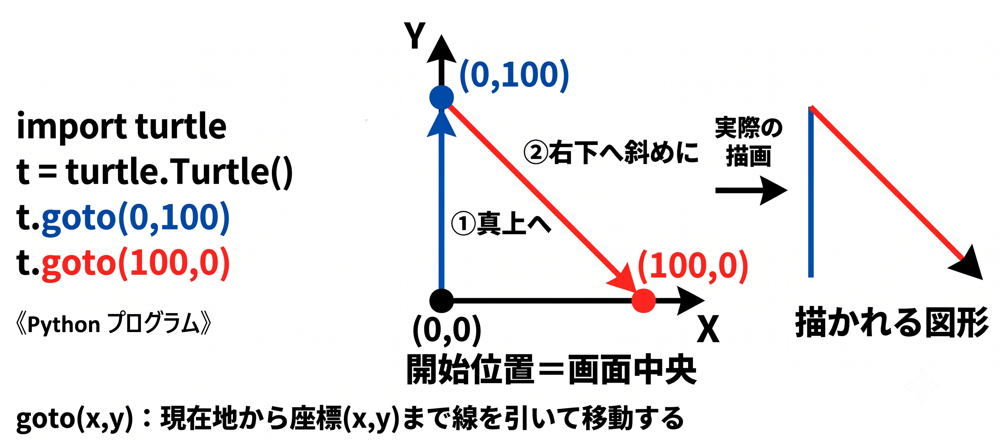 import turtle
t = turtle.Turtle()
t.goto(0,100)
t.goto(100,0)
《Python プログラム》
Y
(0,100)
②右下へ斜めに
①真上へ
(100,0)
(0,0)
X
開始位置＝画面中央
実際の
描画
描かれる図形
goto(x,y)：現在地から座標(x,y)まで線を引いて移動する